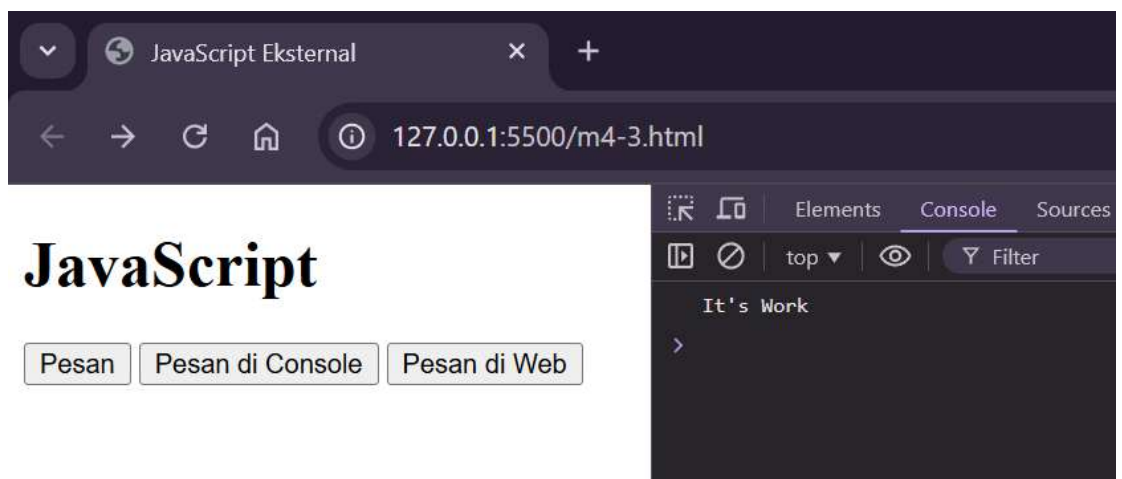 JavaScript Eksternal
127.0.0.1:5500/m4-3.html
Elements Console Sources
top Filter
JavaScript
It's Work
Pesan Pesan di Console Pesan di Web